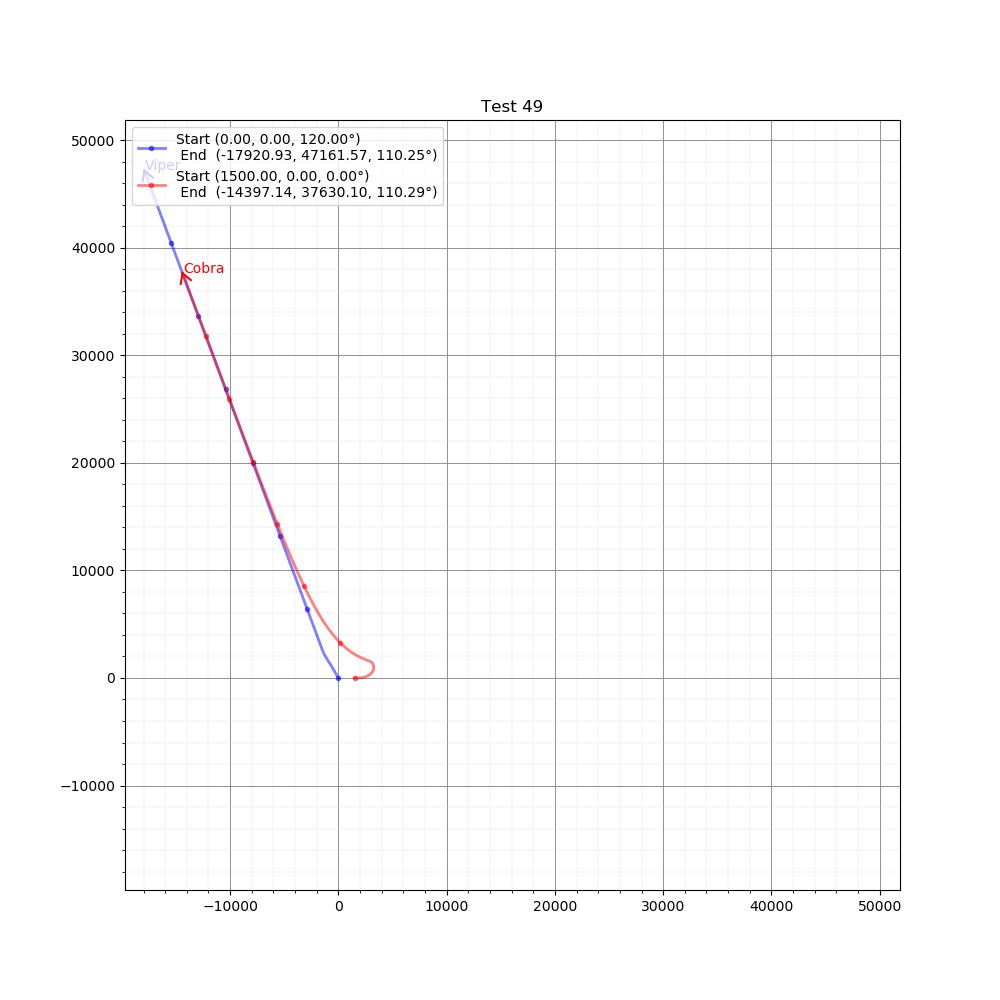 Test 49
50000
40000
30000
20000
10000
0
−10000
Start (0.00, 0.00, 120.00°)
End (-17920.93, 47161.57, 110.25°)
Start (1500.00, 0.00, 0.00°)
End (-14397.14, 37630.10, 110.29°)
Viper
Cobra
−10000 0 10000 20000 30000 40000 50000